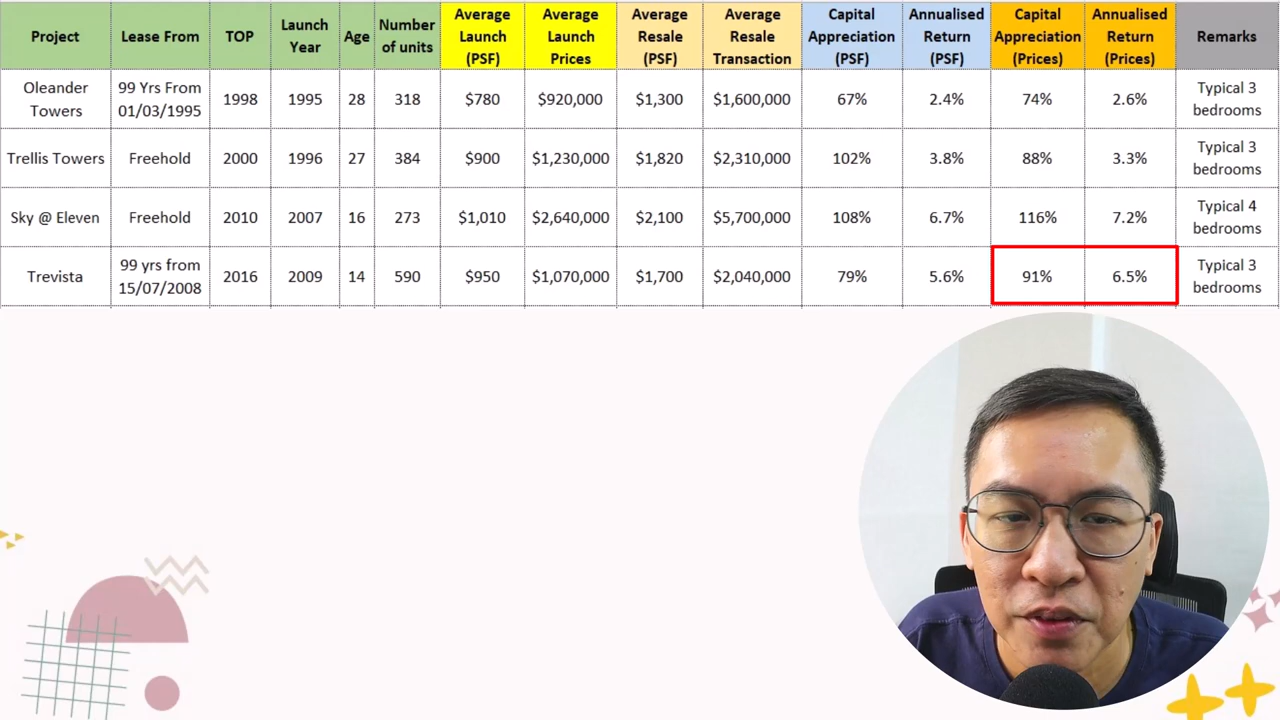 Project Lease From TOP Launch Year Age Number of units Average Launch (PSF) Average Launch Prices Average Resale (PSF) Average Resale Transaction Capital Appreciation (PSF) Annualised Return (PSF) Capital Appreciation (Prices) Annualised Return (Prices) Remarks
Oleander Towers 99 Yrs From 01/03/1995 1998 1995 28 318 $780 $920,000 $1,300 $1,600,000 67% 2.4% 74% 2.6% Typical 3 bedrooms
Trellis Towers Freehold 2000 1996 27 384 $900 $1,230,000 $1,820 $2,310,000 102% 3.8% 88% 3.3% Typical 3 bedrooms
Sky @ Eleven Freehold 2010 2007 16 273 $1,010 $2,640,000 $2,100 $5,700,000 108% 6.7% 116% 7.2% Typical 4 bedrooms
Trevista 99 yrs from 15/07/2008 2016 2009 14 590 $950 $1,070,000 $1,700 $2,040,000 79% 5.6% 91% 6.5% Typical 3 bedrooms